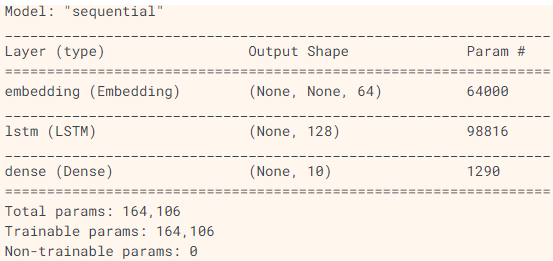 Model: "sequential"
_________________________________________________________________
Layer (type)                 Output Shape              Param #
=================================================================
embedding (Embedding)        (None, None, 64)          64000
_________________________________________________________________
lstm (LSTM)                  (None, 128)               98816
_________________________________________________________________
dense (Dense)                (None, 10)                1290
=================================================================
Total params: 164,106
Trainable params: 164,106
Non-trainable params: 0